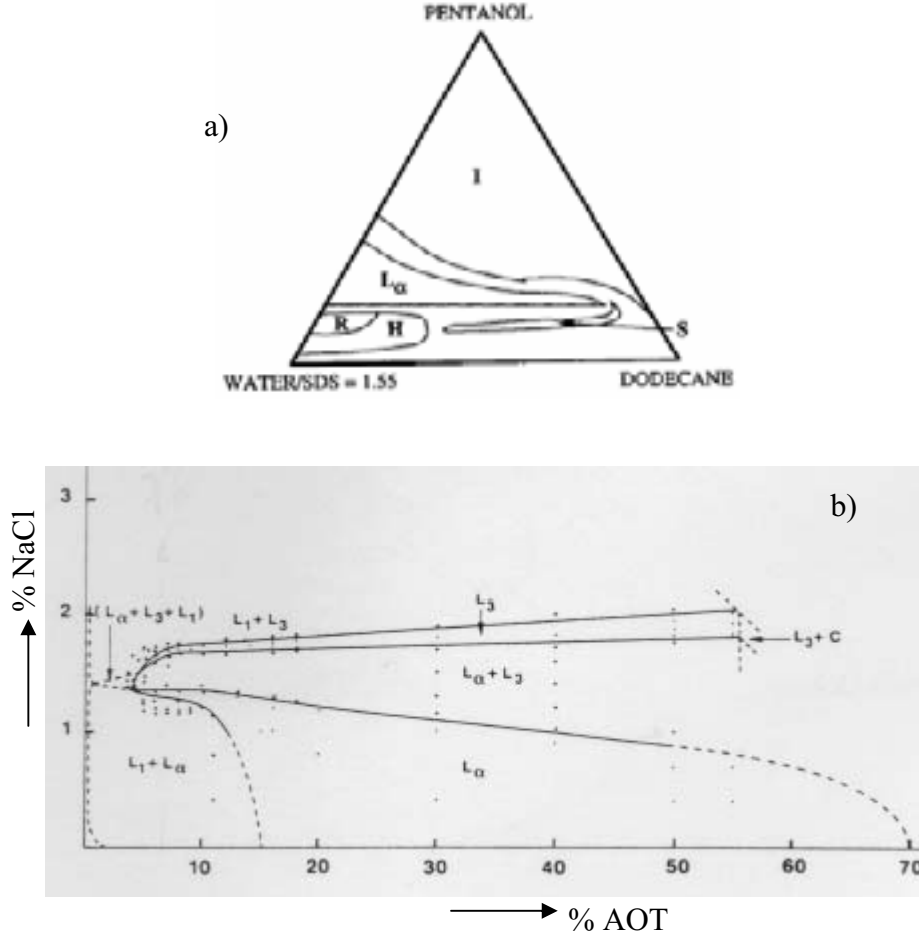 PENTANOL
a)
1
Lα
R H
S
WATER/SDS = 1.55 DODECANE
b)
% NaCl
3
2
1
L(Lα+L3+L1)
L1+L3
L3
L3+C
Lα+L3
L1+Lα
Lα
10 20 30 40 50 60 70
% AOT